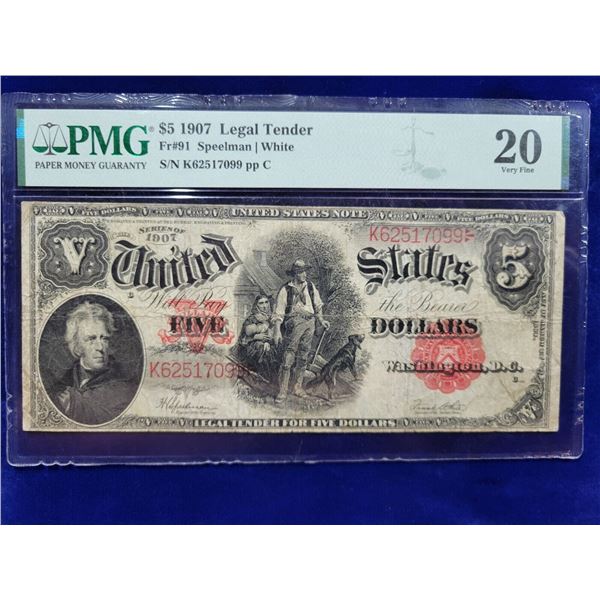 PMG
PAPER MONEY GUARANTY
$5 1907 Legal Tender
Fr#91 Speelman | White
S/N K62517099 pp C
20
Very Fine
UNITED STATES NOTE
SERIES OF
1907
V
5
K62517099
United States
Will Pay the Bearer
FIVE DOLLARS
K62517099
Washington, D.C.
LEGAL TENDER FOR FIVE DOLLARS